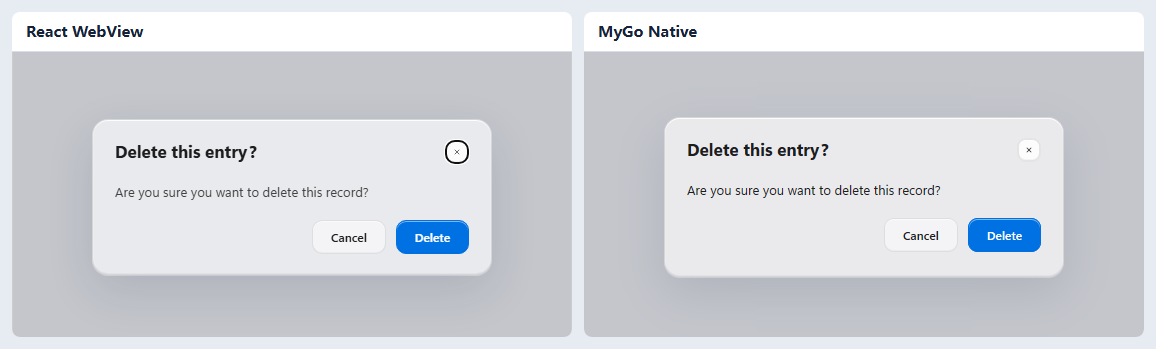 React WebView
Delete this entry?
×
Are you sure you want to delete this record?
Cancel
Delete
MyGo Native
Delete this entry?
×
Are you sure you want to delete this record?
Cancel
Delete